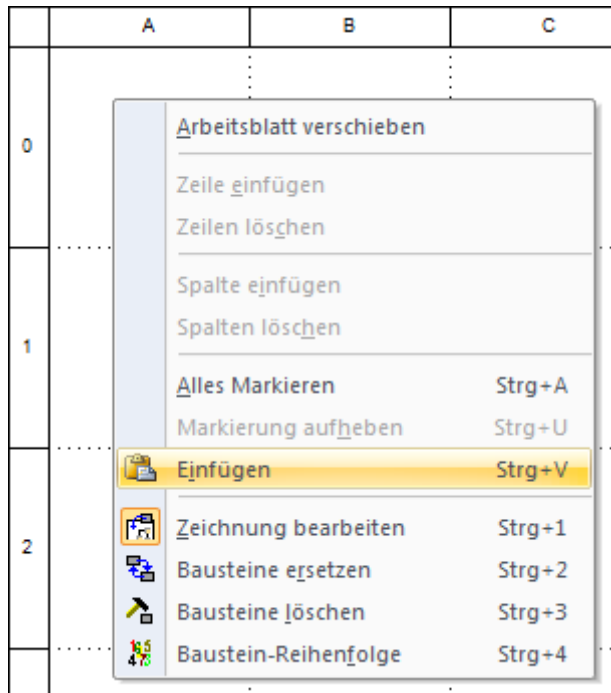 A B C
0
Arbeitsblatt verschieben
Zeile einfügen
Zeilen löschen
1
Spalte einfügen
Spalten löschen
Alles Markieren Strg+A
Markierung aufheben Strg+U
Einfügen Strg+V
2
Zeichnung bearbeiten Strg+1
Bausteine ersetzen Strg+2
Bausteine löschen Strg+3
Baustein-Reihenfolge Strg+4